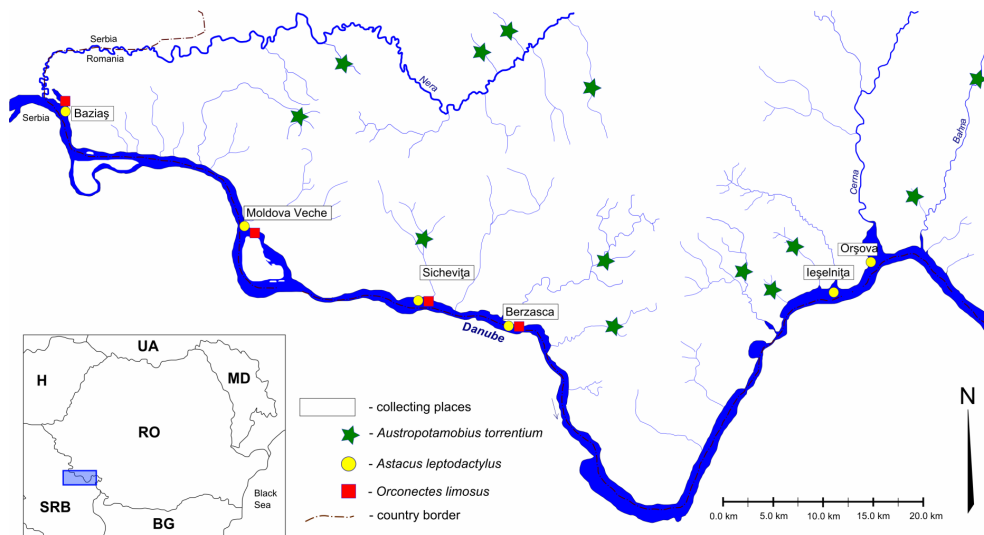 Serbia
Romania
Nera
Serbia
Baziaş
Bahna
Cerna
Moldova Veche
Orşova
Sicheviţa
Ieşelniţa
Berzasca
Danube
UA
H
MD
RO
SRB
Black
Sea
BG
- collecting places
- Austropotamobius torrentium
- Astacus leptodactylus
- Orconectes limosus
- country border
N
0.0 km 5.0 km 10.0 km 15.0 km 20.0 km